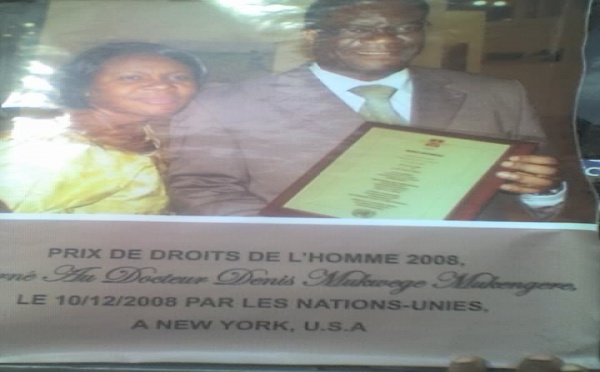 PRIX DE DROITS DE L'HOMME 2008,
Au Docteur Denis Mukwege Mukengere,
LE 10/12/2008 PAR LES NATIONS-UNIES,
A NEW YORK, U.S.A